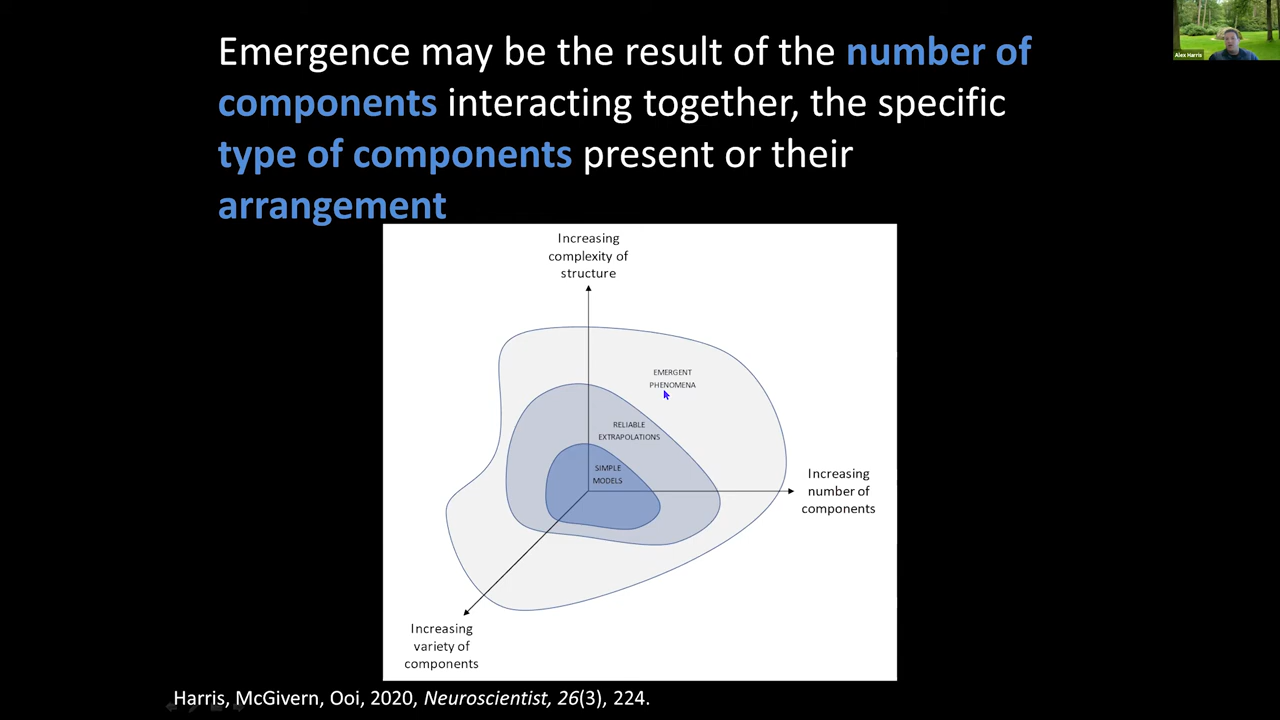 Emergence may be the result of the number of
components interacting together, the specific
type of components present or their
arrangement
Alex Harris
Increasing
complexity of
structure
EMERGENT
PHENOMENA
RELIABLE
EXTRAPOLATIONS
SIMPLE
MODELS
Increasing
number of
components
Increasing
variety of
components
Harris, McGivern, Ooi, 2020, Neuroscientist, 26(3), 224.